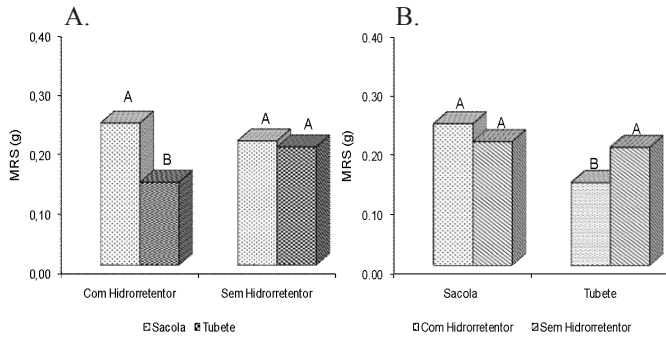 A.
0,40
0,30
0,20
0,10
0,00
MRS (g)
A
B
A
A
Com Hidrorretentor
Sem Hidrorretentor
Sacola
Tubete
B.
0.40
0.30
0.20
0.10
0.00
MRS (g)
A
A
B
A
Sacola
Tubete
Com Hidrorretentor
Sem Hidrorretentor